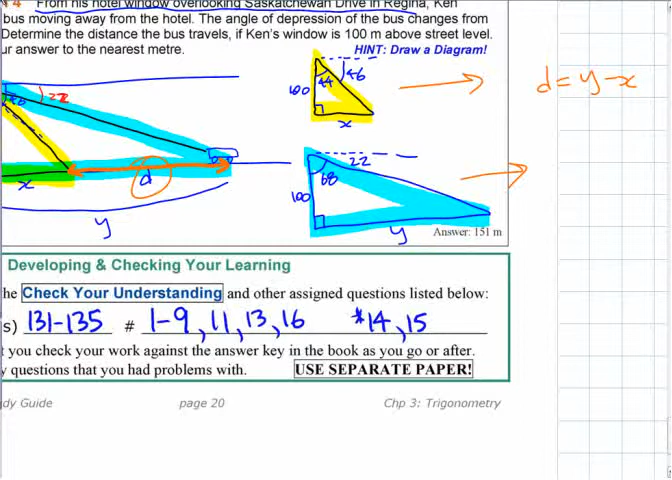 4 From his hotel window overlooking Saskatchewan Drive in Regina, Ken
bus moving away from the hotel. The angle of depression of the bus changes from
Determine the distance the bus travels, if Ken's window is 100 m above street level.
ur answer to the nearest metre. HINT: Draw a Diagram!
46 22
x d
y
100 44 46
x
d = y - x
22
68
100
y
Answer: 151 m
Developing & Checking Your Learning
he Check Your Understanding and other assigned questions listed below:
s) 131-135 # 1-9, 11, 13, 16 *14, 15
t you check your work against the answer key in the book as you go or after.
y questions that you had problems with. USE SEPARATE PAPER!
dy Guide page 20 Chp 3: Trigonometry